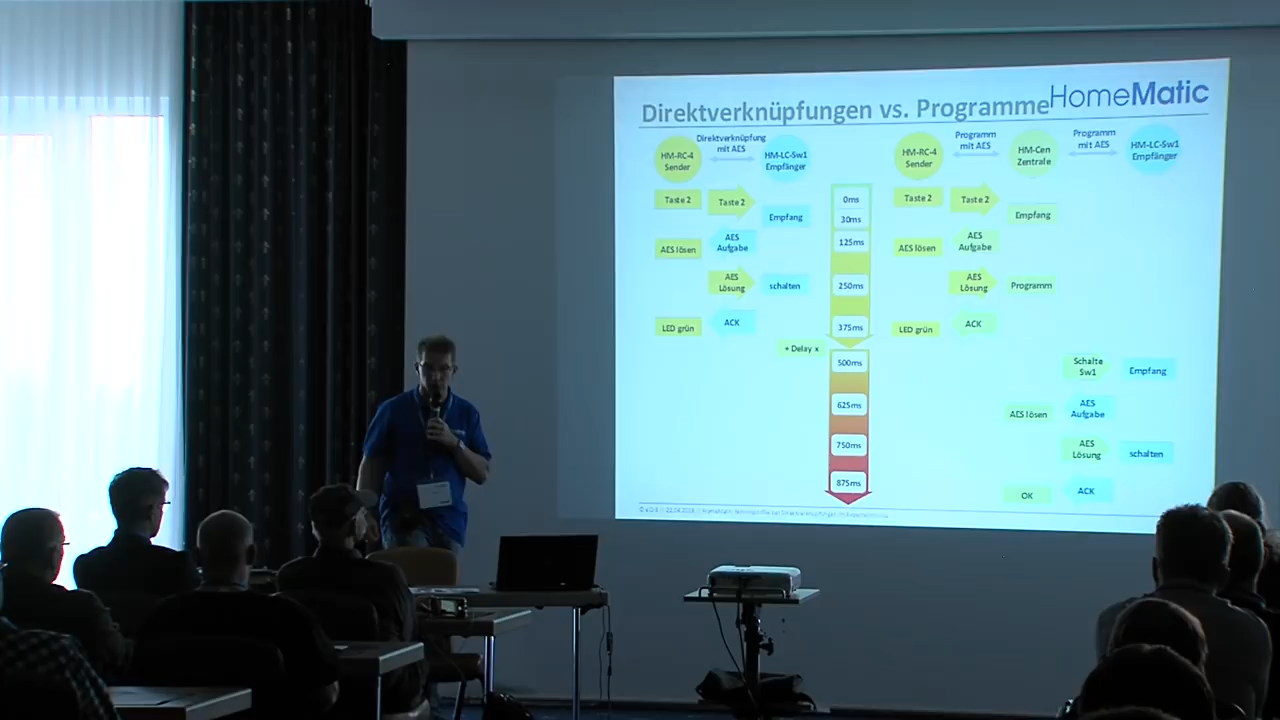 Direktverknüpfungen vs. Programme
HomeMatic
HM-RC-4
Sender
Direktverknüpfung
mit AES
HM-LC-Sw1
Empfänger
HM-RC-4
Sender
Programm
mit AES
HM-Cen
Zentrale
Programm
mit AES
HM-LC-Sw1
Empfänger
Taste 2
Taste 2
Empfang
AES lösen
AES
Aufgabe
AES
Lösung
schalten
LED grün
ACK
+ Delay x
0ms
30ms
125ms
250ms
375ms
500ms
625ms
750ms
875ms
Taste 2
Taste 2
Empfang
AES lösen
AES
Aufgabe
AES
Lösung
Programm
LED grün
ACK
Schalte
Sw1
Empfang
AES lösen
AES
Aufgabe
AES
Lösung
schalten
OK
ACK